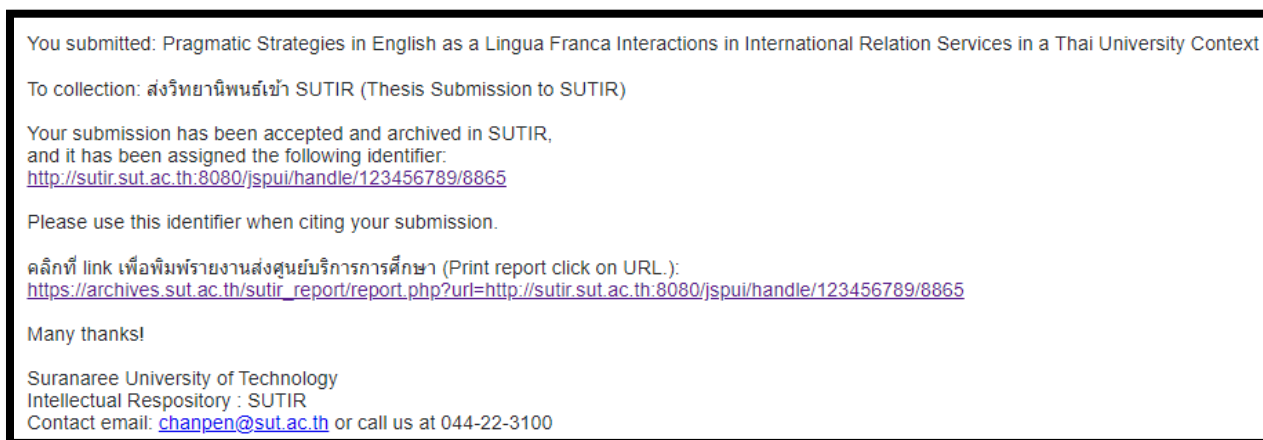 You submitted: Pragmatic Strategies in English as a Lingua Franca Interactions in International Relation Services in a Thai University Context
To collection: ส่งวิทยานิพนธ์เข้า SUTIR (Thesis Submission to SUTIR)
Your submission has been accepted and archived in SUTIR,
and it has been assigned the following identifier:
http://sutir.sut.ac.th:8080/jspui/handle/123456789/8865
Please use this identifier when citing your submission.
คลิกที่ link เพื่อพิมพ์รายงานส่งศูนย์บริการการศึกษา (Print report click on URL.):
https://archives.sut.ac.th/sutir_report/report.php?url=http://sutir.sut.ac.th:8080/jspui/handle/123456789/8865
Many thanks!
Suranaree University of Technology
Intellectual Respository : SUTIR
Contact email: chanpen@sut.ac.th or call us at 044-22-3100